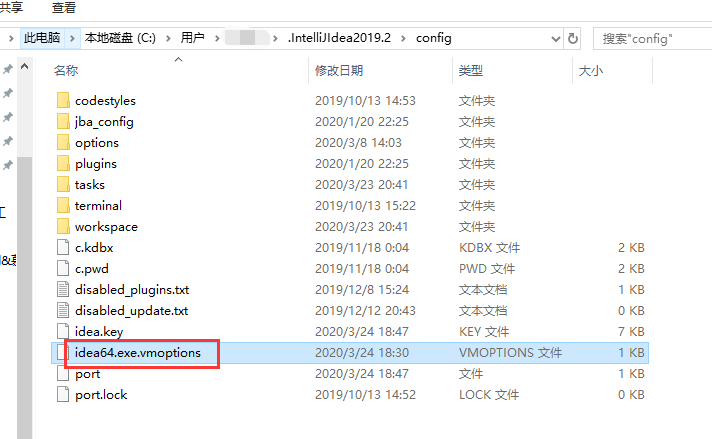 共享 查看
此电脑 › 本地磁盘 (C:) › 用户 › .IntelliJIdea2019.2 › config 搜索"config"
名称 修改日期 类型 大小
codestyles 2019/10/13 14:53 文件夹
jba_config 2020/1/20 22:25 文件夹
options 2020/3/8 14:03 文件夹
plugins 2020/1/20 22:25 文件夹
tasks 2020/3/23 20:41 文件夹
terminal 2019/10/13 15:22 文件夹
workspace 2020/3/23 20:41 文件夹
c.kdbx 2019/11/18 0:04 KDBX 文件 2 KB
c.pwd 2019/11/18 0:04 PWD 文件 2 KB
disabled_plugins.txt 2019/12/8 15:24 文本文档 1 KB
disabled_update.txt 2019/12/12 20:43 文本文档 0 KB
idea.key 2020/3/24 18:47 KEY 文件 7 KB
idea64.exe.vmoptions 2020/3/24 18:30 VMOPTIONS 文件 1 KB
port 2020/3/24 18:47 文件 1 KB
port.lock 2019/10/13 14:52 LOCK 文件 0 KB